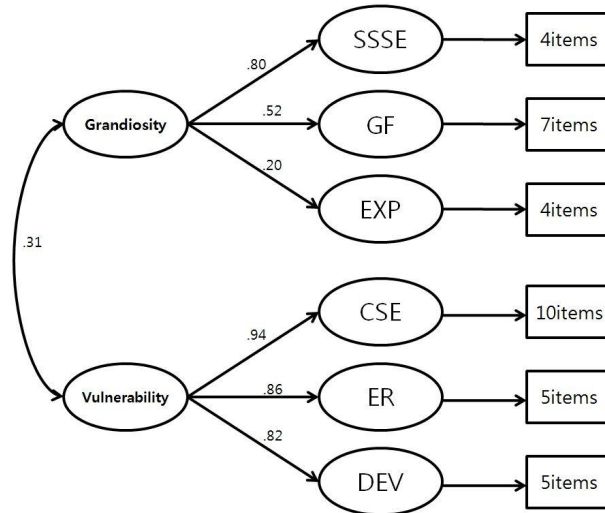 SSSE
4items
.80
Grandiosity
.52
GF
7items
.20
EXP
4items
.31
CSE
10items
.94
Vulnerability
.86
ER
5items
.82
DEV
5items